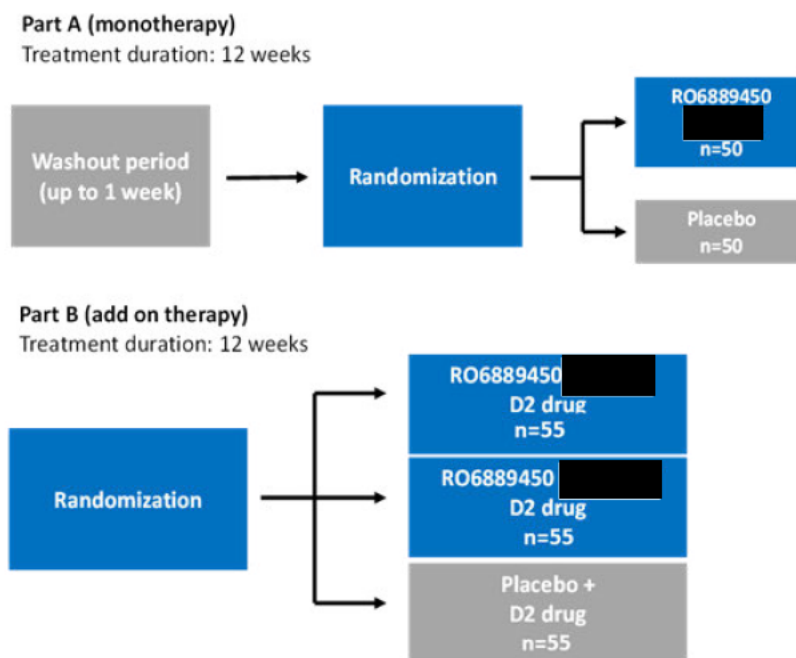 Part A (monotherapy)
Treatment duration: 12 weeks
Washout period
(up to 1 week)
Randomization
RO6889450
n=50
Placebo
n=50
Part B (add on therapy)
Treatment duration: 12 weeks
Randomization
RO6889450
D2 drug
n=55
RO6889450
D2 drug
n=55
Placebo +
D2 drug
n=55